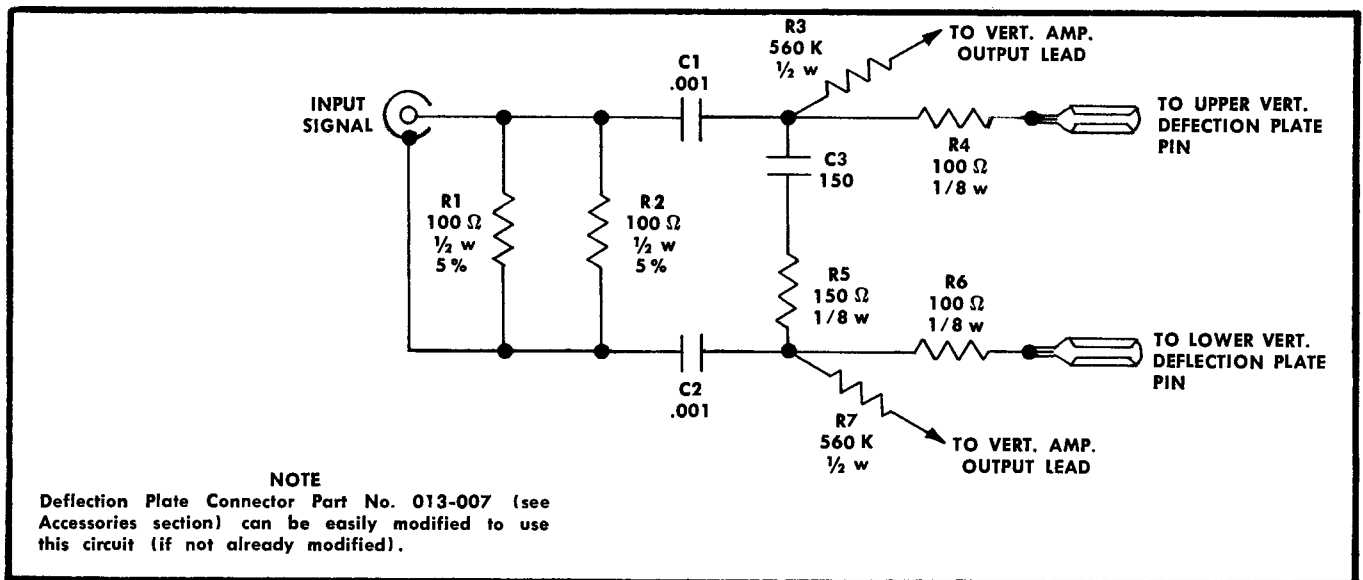 R3
560 K
½ w
TO VERT. AMP.
OUTPUT LEAD
C1
.001
INPUT
SIGNAL
TO UPPER VERT.
DEFECTION PLATE
PIN
R4
100 Ω
1/8 w
C3
150
R1
100 Ω
½ w
5%
R2
100 Ω
½ w
5%
R5
150 Ω
1/8 w
R6
100 Ω
1/8 w
TO LOWER VERT.
DEFLECTION PLATE
PIN
C2
.001
R7
560 K
½ w
TO VERT. AMP.
OUTPUT LEAD
NOTE
Deflection Plate Connector Part No. 013-007 (see
Accessories section) can be easily modified to use
this circuit (if not already modified).